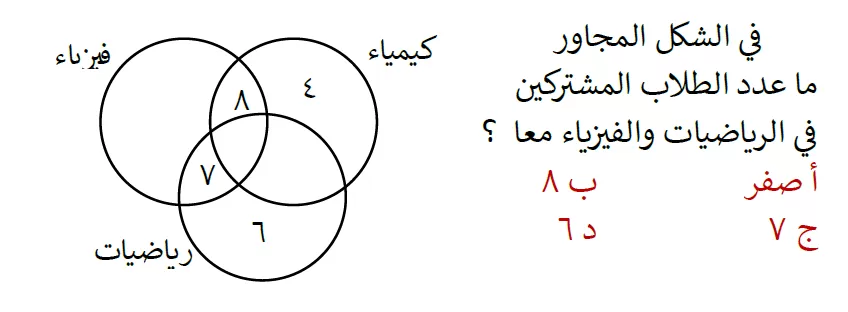 في الشكل المجاور
ما عدد الطلاب المشتركين
في الرياضيات والفيزياء معا ؟
أ صفر
ب ٨
ج ٧
د ٦
كيمياء
فيزياء
٤
٨
٧
٦
رياضيات